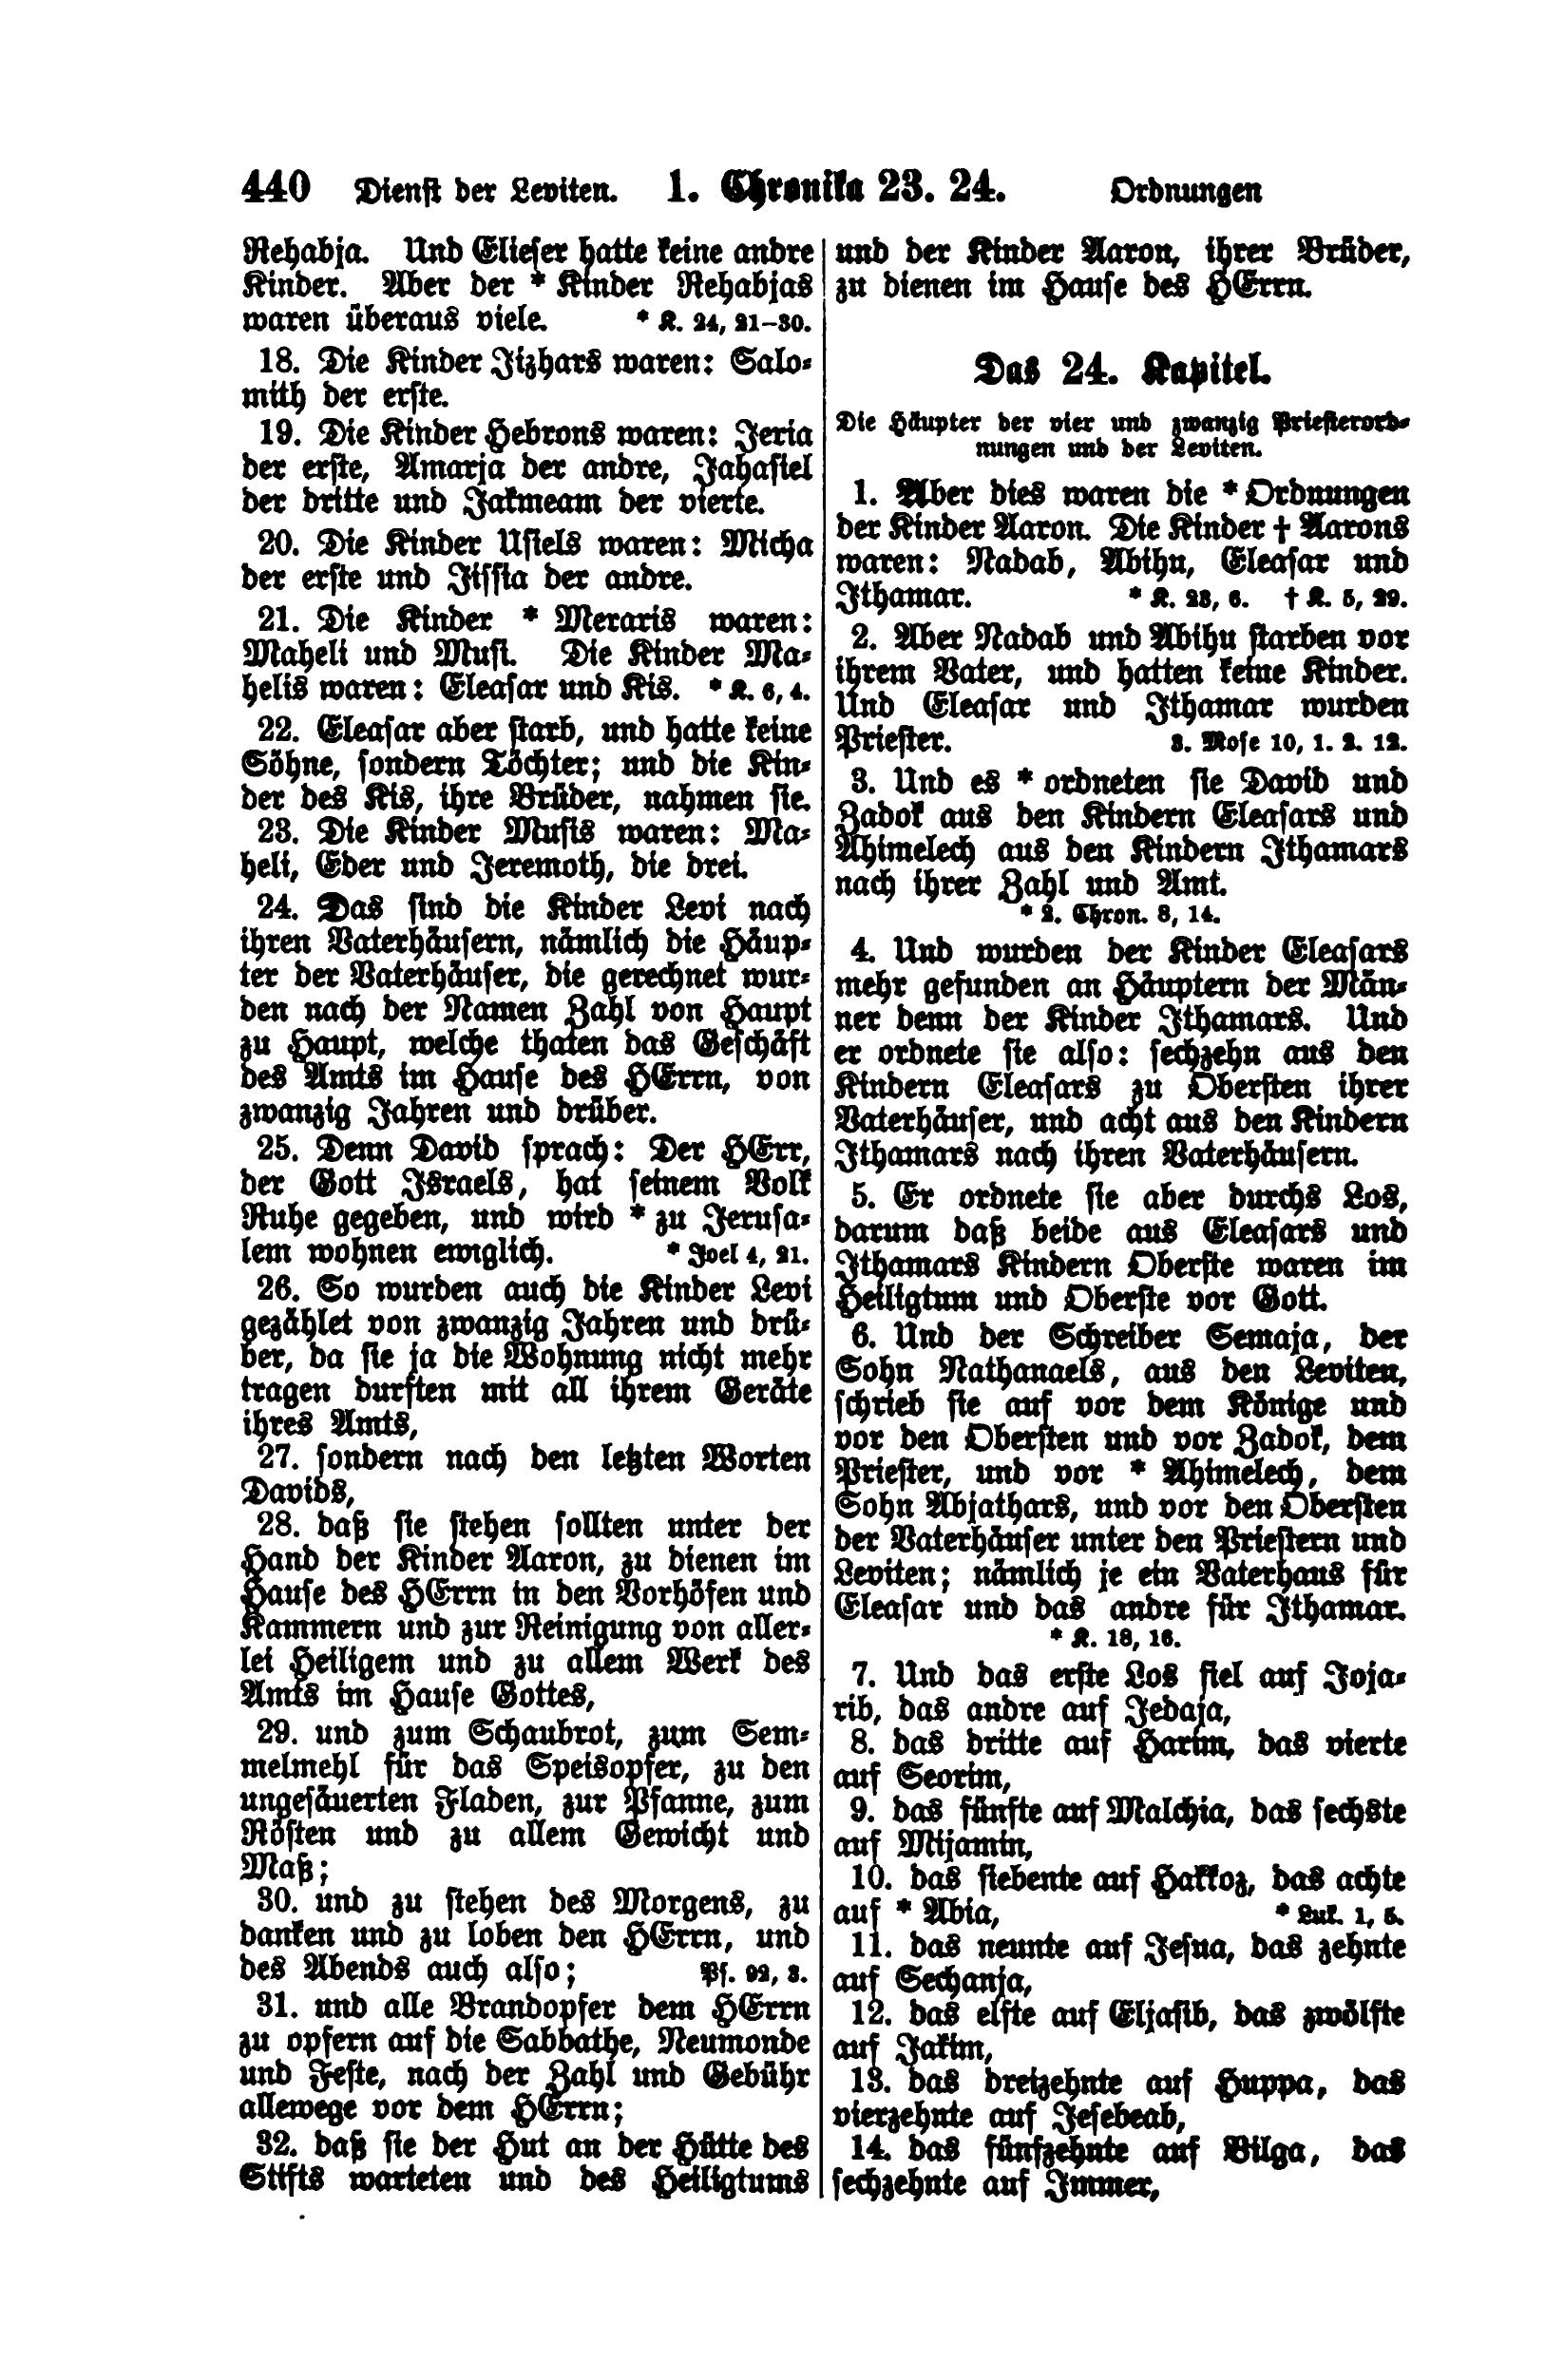 440 Dienst der Leviten. 1. Chronika 23. 24. Ordnungen
Rehabja. Und Elieser hatte keine andre
Kinder. Aber der * Kinder Rehabjas
waren überaus viele. * K. 24, 21–30.
18. Die Kinder Jizhars waren: Salo-
mith der erste.
19. Die Kinder Hebrons waren: Jeria
der erste, Amarja der andre, Jahasiel
der dritte und Jakmeam der vierte.
20. Die Kinder Usiels waren: Micha
der erste und Jissia der andre.
21. Die Kinder * Meraris waren:
Maheli und Musi. Die Kinder Ma-
helis waren: Eleasar und Kis. * K. 6, 4.
22. Eleasar aber starb, und hatte keine
Söhne, sondern Töchter; und die Kin-
der des Kis, ihre Brüder, nahmen sie.
23. Die Kinder Musis waren: Ma-
heli, Eder und Jeremoth, die drei.
24. Das sind die Kinder Levi nach
ihren Vaterhäusern, nämlich die Häup-
ter der Vaterhäuser, die gerechnet wur-
den nach der Namen Zahl von Haupt
zu Haupt, welche thaten das Geschäft
des Amts im Hause des HErrn, von
zwanzig Jahren und drüber.
25. Denn David sprach: Der HErr,
der Gott Israels, hat seinem Volk
Ruhe gegeben, und wird * zu Jerusa-
lem wohnen ewiglich. * Joel 4, 21.
26. So wurden auch die Kinder Levi
gezählet von zwanzig Jahren und drü-
ber, da sie ja die Wohnung nicht mehr
tragen durften mit all ihrem Geräte
ihres Amts,
27. sondern nach den letzten Worten
Davids,
28. daß sie stehen sollten unter der
Hand der Kinder Aaron, zu dienen im
Hause des HErrn in den Vorhöfen und
Kammern und zur Reinigung von aller-
lei Heiligem und zu allem Werk des
Amts im Hause Gottes,
29. und zum Schaubrot, zum Sem-
melmehl für das Speisopfer, zu den
ungesäuerten Fladen, zur Pfanne, zum
Rösten und zu allem Gewicht und
Maß;
30. und zu stehen des Morgens, zu
danken und zu loben den HErrn, und
des Abends auch also; Ps. 92, 3.
31. und alle Brandopfer dem HErrn
zu opfern auf die Sabbathe, Neumonde
und Feste, nach der Zahl und Gebühr
allewege vor dem HErrn;
32. daß sie der Hut an der Hütte des
Stifts warteten und des Heiligtums
und der Kinder Aaron, ihrer Brüder,
zu dienen im Hause des HErrn.
Das 24. Kapitel.
Die Häupter der vier und zwanzig Priesterord-
nungen und der Leviten.
1. Aber dies waren die * Ordnungen
der Kinder Aaron. Die Kinder † Aarons
waren: Nadab, Abihu, Eleasar und
Ithamar. * K. 23, 6. † K. 5, 29.
2. Aber Nadab und Abihu starben vor
ihrem Vater, und hatten keine Kinder.
Und Eleasar und Ithamar wurden
Priester. 3. Mose 10, 1. 2. 12.
3. Und es * ordneten sie David und
Zadok aus den Kindern Eleasars und
Ahimelech aus den Kindern Ithamars
nach ihrer Zahl und Amt.
* 2. Chron. 8, 14.
4. Und wurden der Kinder Eleasars
mehr gefunden an Häuptern der Män-
ner denn der Kinder Ithamars. Und
er ordnete sie also: sechzehn aus den
Kindern Eleasars zu Obersten ihrer
Vaterhäuser, und acht aus den Kindern
Ithamars nach ihren Vaterhäusern.
5. Er ordnete sie aber durchs Los,
darum daß beide aus Eleasars und
Ithamars Kindern Oberste waren im
Heiligtum und Oberste vor Gott.
6. Und der Schreiber Semaja, der
Sohn Nathanaels, aus den Leviten,
schrieb sie auf vor dem Könige und
vor den Obersten und vor Zadok, dem
Priester, und vor * Ahimelech, dem
Sohn Abjathars, und vor den Obersten
der Vaterhäuser unter den Priestern und
Leviten; nämlich je ein Vaterhaus für
Eleasar und das andre für Ithamar.
* K. 18, 16.
7. Und das erste Los fiel auf Joja-
rib, das andre auf Jedaja,
8. das dritte auf Harim, das vierte
auf Seorim,
9. das fünfte auf Malchia, das sechste
auf Mijamin,
10. das siebente auf Hakkoz, das achte
auf * Abia, * Luk. 1, 5.
11. das neunte auf Jesua, das zehnte
auf Sechanja,
12. das elfte auf Eljasib, das zwölfte
auf Jakim,
13. das dreizehnte auf Huppa, das
vierzehnte auf Jesebeab,
14. das fünfzehnte auf Bilga, das
sechzehnte auf Immer,